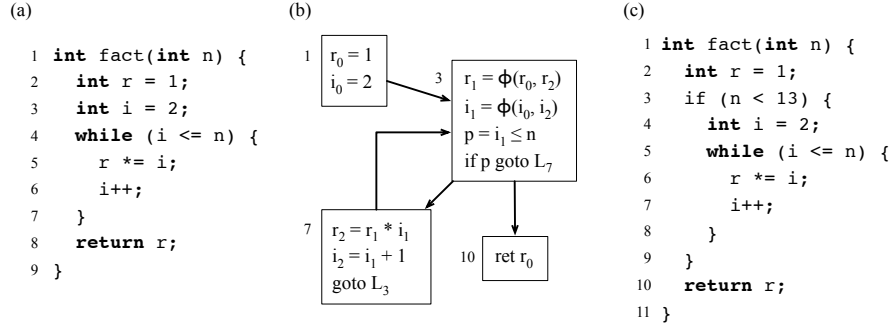 (a)
1 int fact(int n) {
2 int r = 1;
3 int i = 2;
4 while (i <= n) {
5 r *= i;
6 i++;
7 }
8 return r;
9 }
(b)
1
r₀ = 1
i₀ = 2
3
r₁ = ϕ(r₀, r₂)
i₁ = ϕ(i₀, i₂)
p = i₁ ≤ n
if p goto L₇
7
r₂ = r₁ * i₁
i₂ = i₁ + 1
goto L₃
10 ret r₀
(c)
1 int fact(int n) {
2 int r = 1;
3 if (n < 13) {
4 int i = 2;
5 while (i <= n) {
6 r *= i;
7 i++;
8 }
9 }
10 return r;
11 }